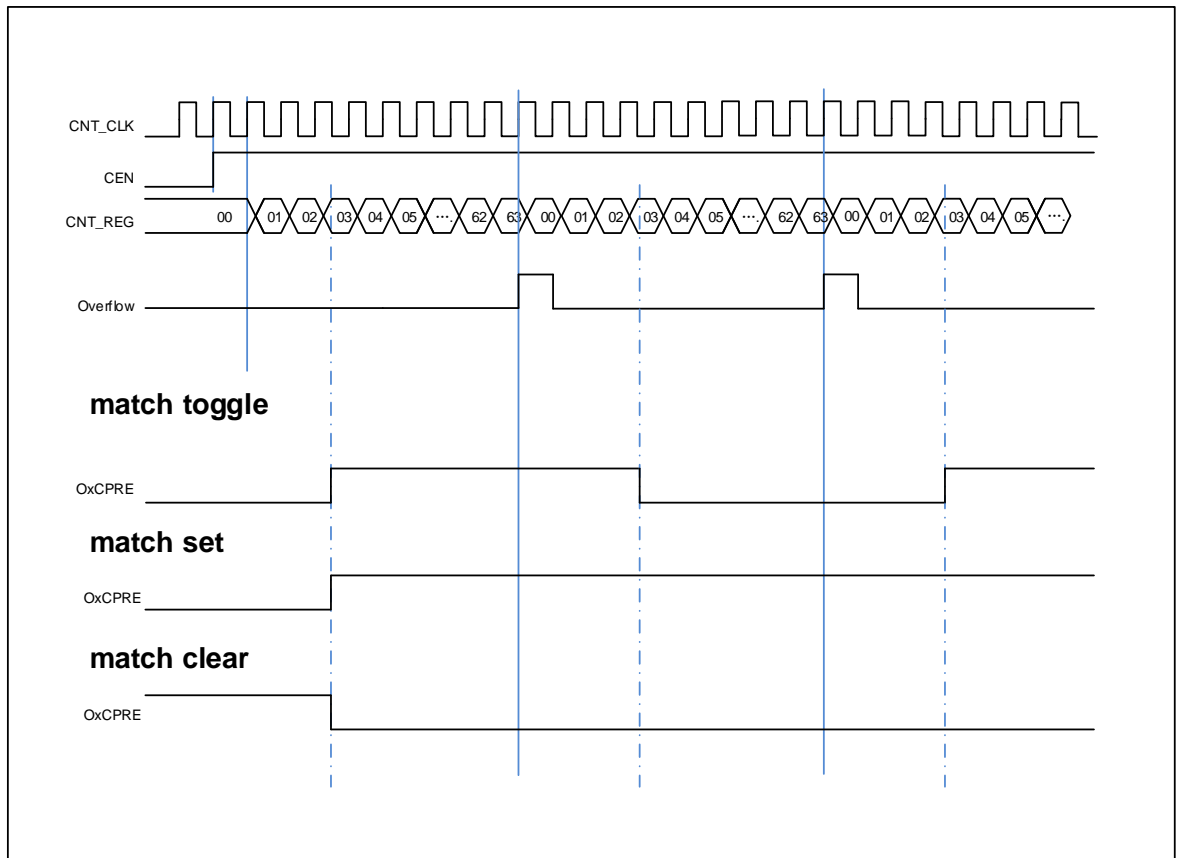 CNT_CLK
CEN
CNT_REG 00 01 02 03 04 05 ···. 62 63 00 01 02 03 04 05 ···. 62 63 00 01 02 03 04 05 ···.
Overflow
match toggle
OxCPRE
match set
OxCPRE
match clear
OxCPRE